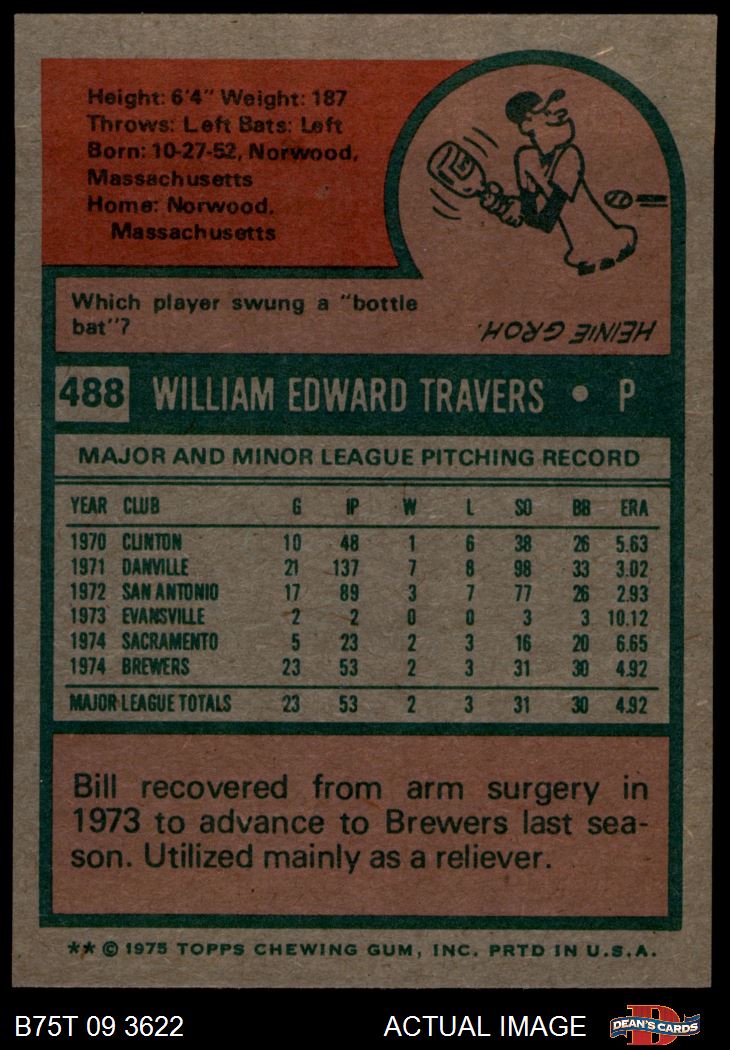 Height: 6'4" Weight: 187
Throws: Left Bats: Left
Born: 10-27-52, Norwood,
Massachusetts
Home: Norwood,
Massachusetts
Which player swung a "bottle
bat"?
HEINIE GROH.
488 WILLIAM EDWARD TRAVERS • P
MAJOR AND MINOR LEAGUE PITCHING RECORD
YEAR CLUB G IP W L SO BB ERA
1970 CLINTON 10 48 1 6 38 26 5.63
1971 DANVILLE 21 137 7 8 98 33 3.02
1972 SAN ANTONIO 17 89 3 7 77 26 2.93
1973 EVANSVILLE 2 2 0 0 3 3 10.12
1974 SACRAMENTO 5 23 2 3 16 20 6.65
1974 BREWERS 23 53 2 3 31 30 4.92
MAJOR LEAGUE TOTALS 23 53 2 3 31 30 4.92
Bill recovered from arm surgery in
1973 to advance to Brewers last sea-
son. Utilized mainly as a reliever.
** © 1975 TOPPS CHEWING GUM, INC. PRTD IN U.S.A.
B75T 09 3622 ACTUAL IMAGE DEAN'S CARDS